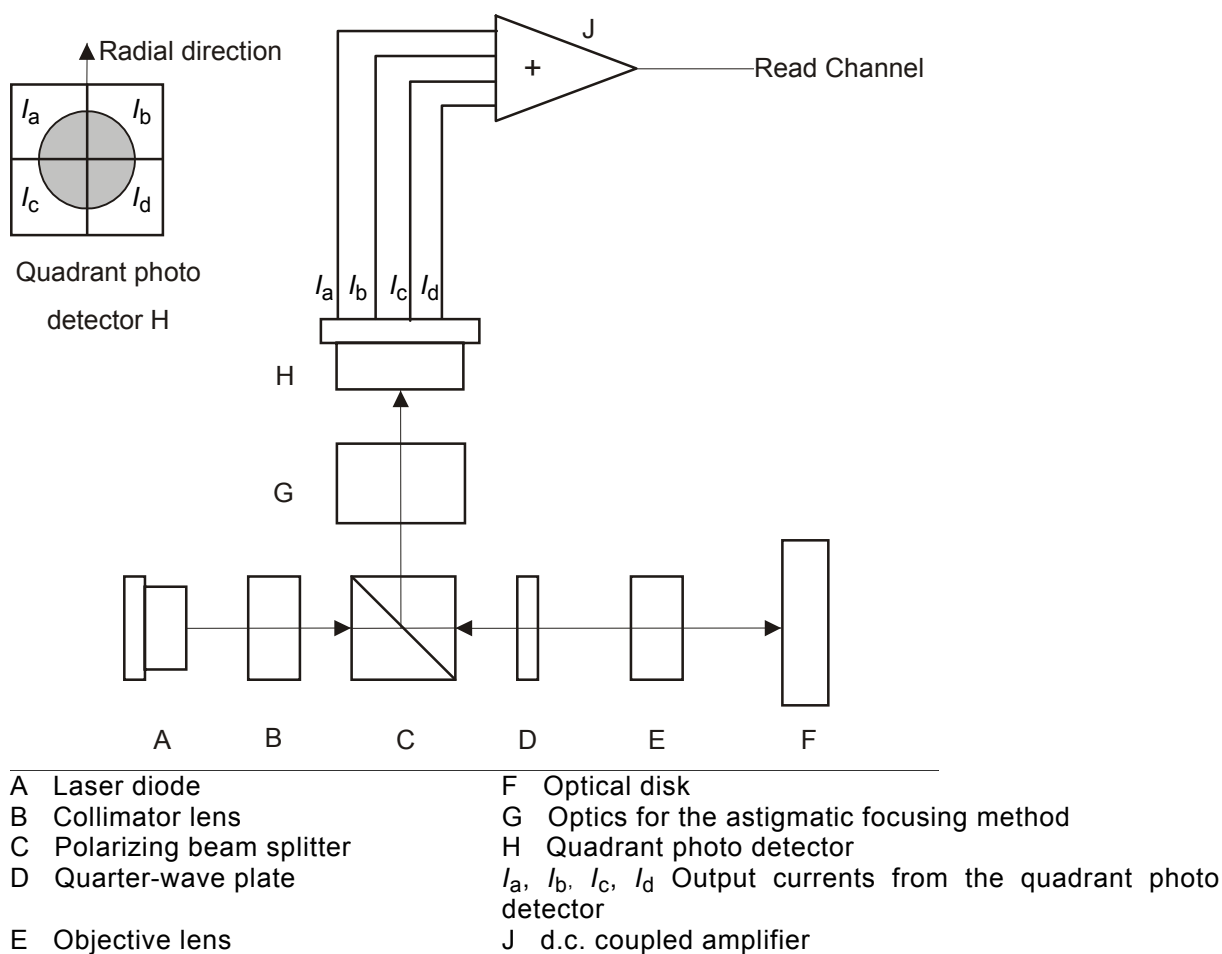 J
Radial direction
+
Read Channel
Ia
Ib
Ic
Id
Quadrant photo
detector H
Ia Ib Ic Id
H
G
A B C D E F
A Laser diode
B Collimator lens
C Polarizing beam splitter
D Quarter-wave plate
E Objective lens
F Optical disk
G Optics for the astigmatic focusing method
H Quadrant photo detector
Ia, Ib, Ic, Id Output currents from the quadrant photo
detector
J d.c. coupled amplifier